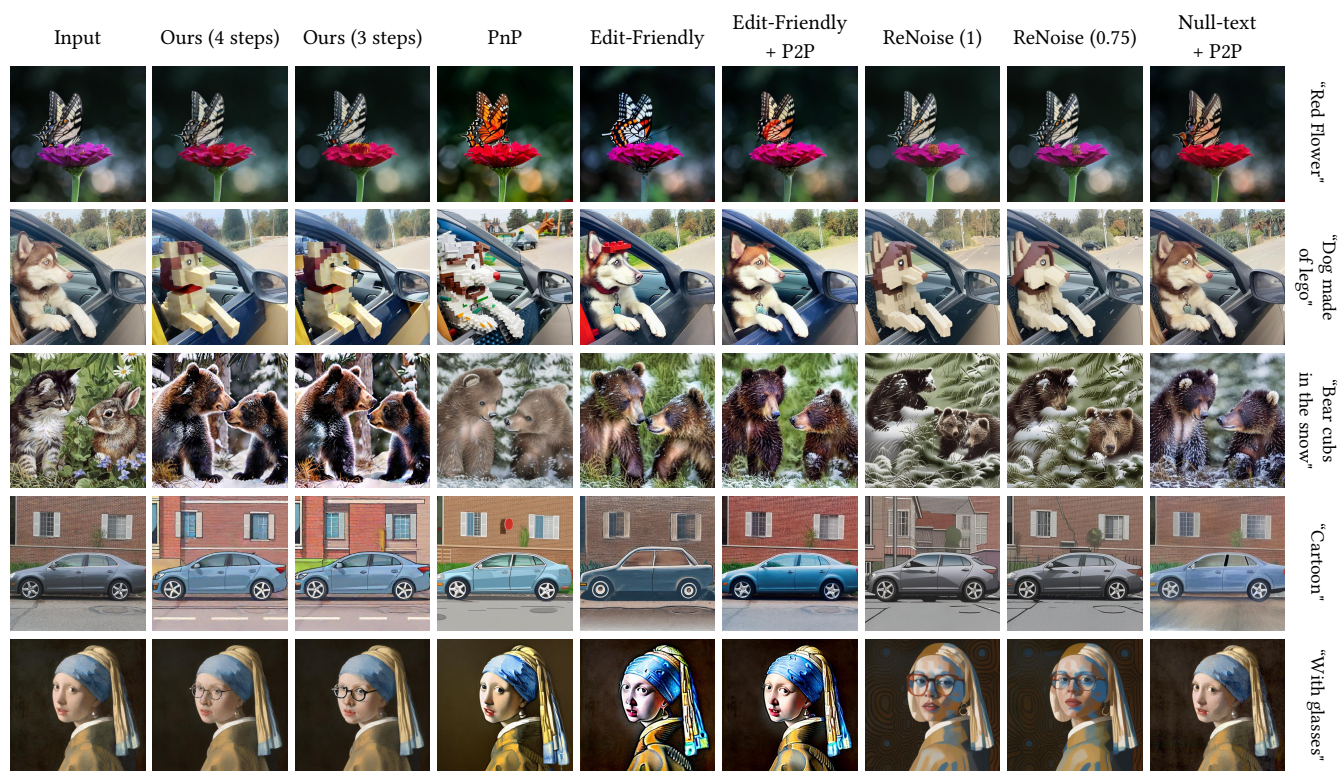 Input
Ours (4 steps)
Ours (3 steps)
PnP
Edit-Friendly
Edit-Friendly
+ P2P
ReNoise (1)
ReNoise (0.75)
Null-text
+ P2P
“Red Flower"
“Dog made
of lego"
“Bear cubs
in the snow"
“Cartoon"
“With glasses"